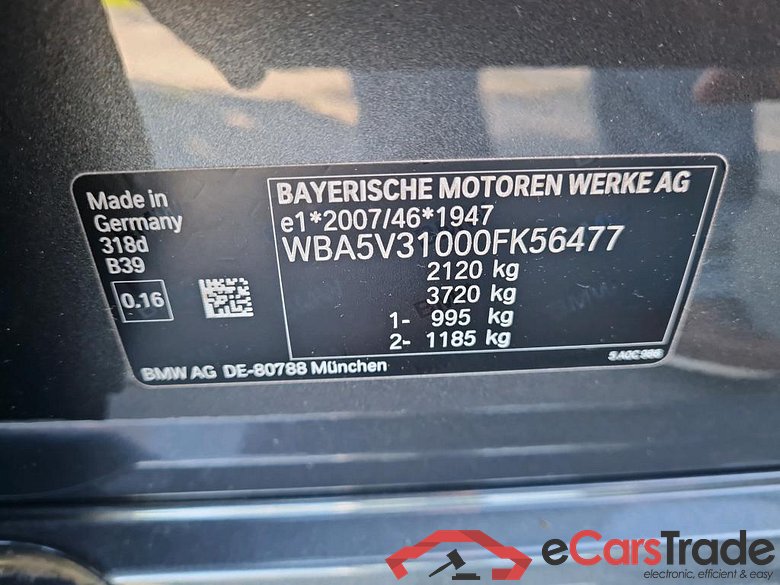 Made in
Germany
318d
B39
0.16
BAYERISCHE MOTOREN WERKE AG
e1*2007/46*1947
WBA5V31000FK56477
2120 kg
3720 kg
1- 995 kg
2- 1185 kg
BMW AG DE-80788 München
eCarsTrade
electronic, efficient & easy